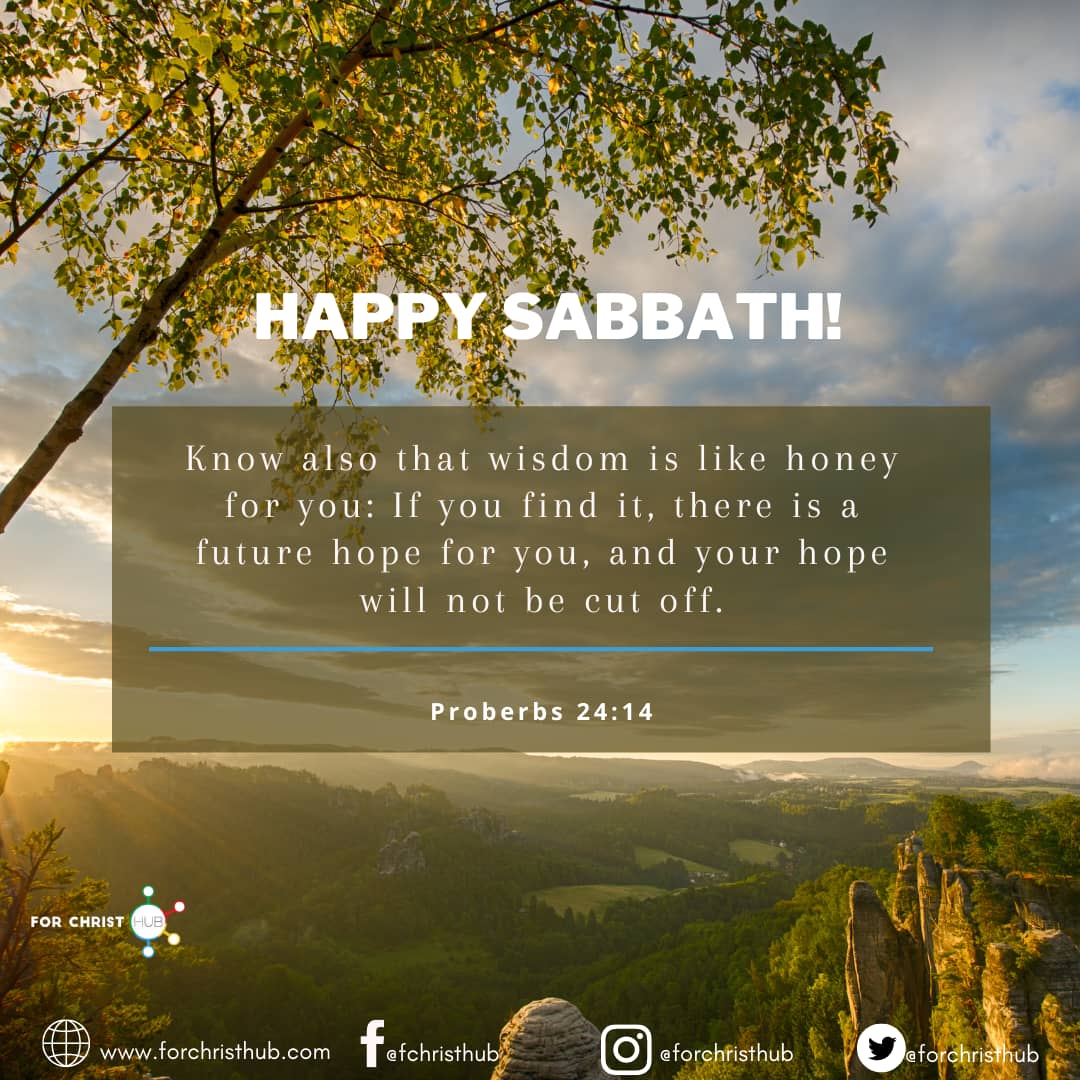 HAPPY SABBATH!
Know also that wisdom is like honey
for you: If you find it, there is a
future hope for you, and your hope
will not be cut off.
Proberbs 24:14
FOR CHRIST HUB
www.forchristhub.com @fchristhub @forchristhub @forchristhub